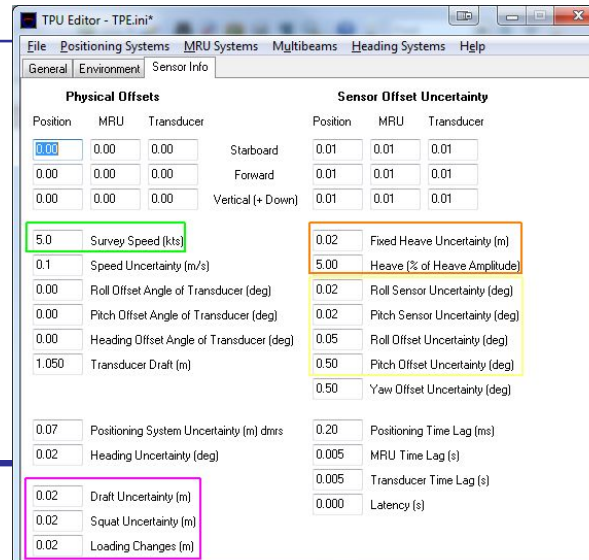 TPU Editor - TPE.ini*
File Positioning Systems MRU Systems Multibeams Heading Systems Help
General Environment Sensor Info
Physical Offsets Sensor Offset Uncertainty
Position MRU Transducer Position MRU Transducer
0.00 0.00 0.00 Starboard 0.01 0.01 0.01
0.00 0.00 0.00 Forward 0.01 0.01 0.01
0.00 0.00 0.00 Vertical (+ Down) 0.01 0.01 0.01
5.0 Survey Speed (kts) 0.02 Fixed Heave Uncertainty (m)
0.1 Speed Uncertainty (m/s) 5.00 Heave (% of Heave Amplitude)
0.00 Roll Offset Angle of Transducer (deg) 0.02 Roll Sensor Uncertainty (deg)
0.00 Pitch Offset Angle of Transducer (deg) 0.02 Pitch Sensor Uncertainty (deg)
0.00 Heading Offset Angle of Transducer (deg) 0.05 Roll Offset Uncertainty (deg)
1.050 Transducer Draft (m) 0.50 Pitch Offset Uncertainty (deg)
0.50 Yaw Offset Uncertainty (deg)
0.07 Positioning System Uncertainty (m) dmrs 0.20 Positioning Time Lag (ms)
0.02 Heading Uncertainty (deg) 0.005 MRU Time Lag (s)
0.02 Draft Uncertainty (m) 0.005 Transducer Time Lag (s)
0.02 Squat Uncertainty (m) 0.000 Latency (s)
0.02 Loading Changes (m)